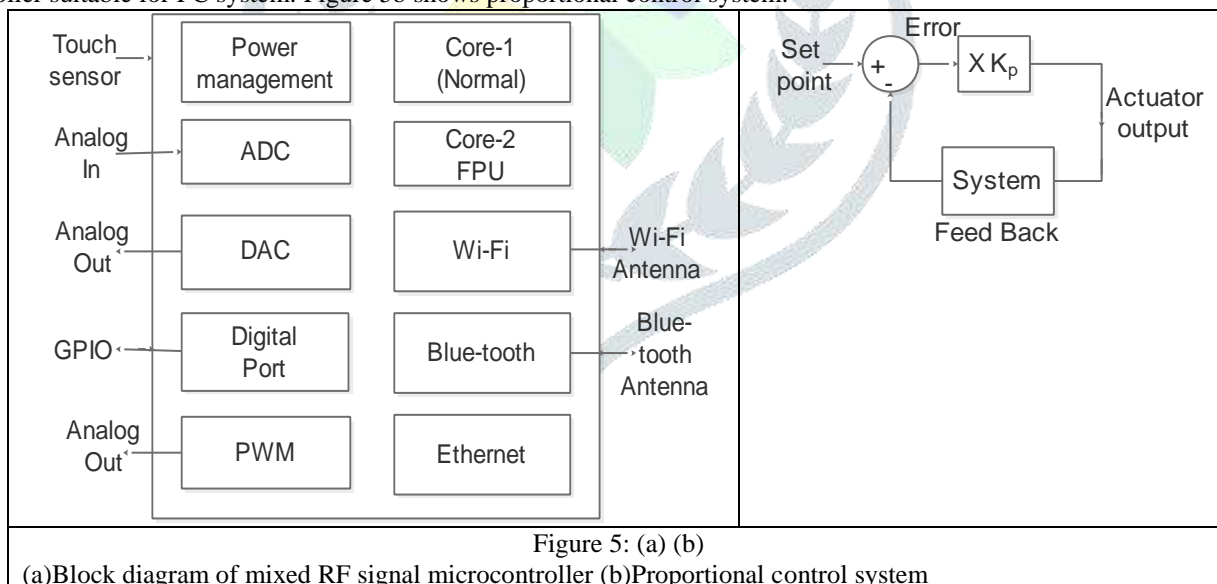 ller suitable for PC system. Figure 5b shows proportional control system.
Touch
sensor
Power
management
Core-1
(Normal)
Analog
In
ADC
Core-2
FPU
Analog
Out
DAC
Wi-Fi
Wi-Fi
Antenna
GPIO
Digital
Port
Blue-tooth
Blue-
tooth
Antenna
Analog
Out
PWM
Ethernet
Set
point
+
-
Error
X Kp
Actuator
output
System
Feed Back
Figure 5: (a) (b)
(a)Block diagram of mixed RF signal microcontroller (b)Proportional control system